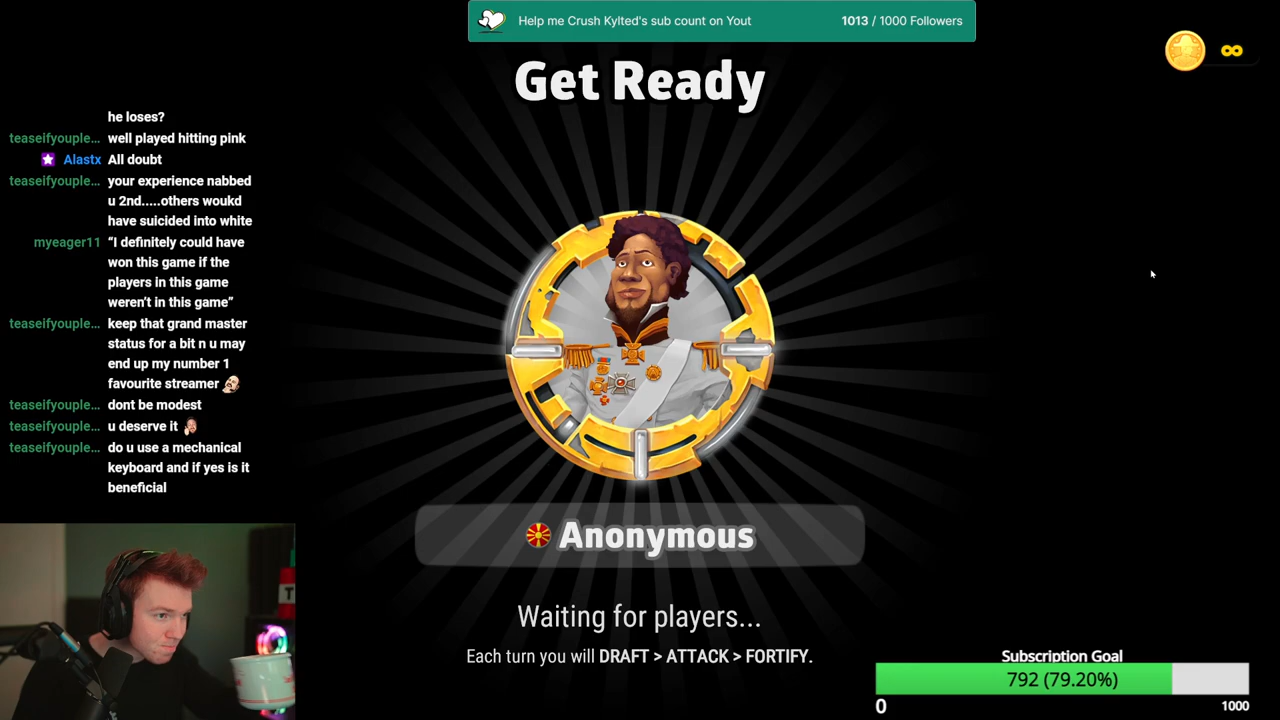 Help me Crush Kylted's sub count on Yout 1013 / 1000 Followers
Get Ready
he loses?
teaseifyouple... well played hitting pink
Alastx All doubt
teaseifyouple... your experience nabbed
u 2nd.....others woukd
have suicided into white
myeager11 “I definitely could have
won this game if the
players in this game
weren’t in this game”
teaseifyouple... keep that grand master
status for a bit n u may
end up my number 1
favourite streamer
teaseifyouple... dont be modest
teaseifyouple... u deserve it
teaseifyouple... do u use a mechanical
keyboard and if yes is it
beneficial
Anonymous
Waiting for players...
Each turn you will DRAFT > ATTACK > FORTIFY.
Subscription Goal
792 (79.20%)
0 1000